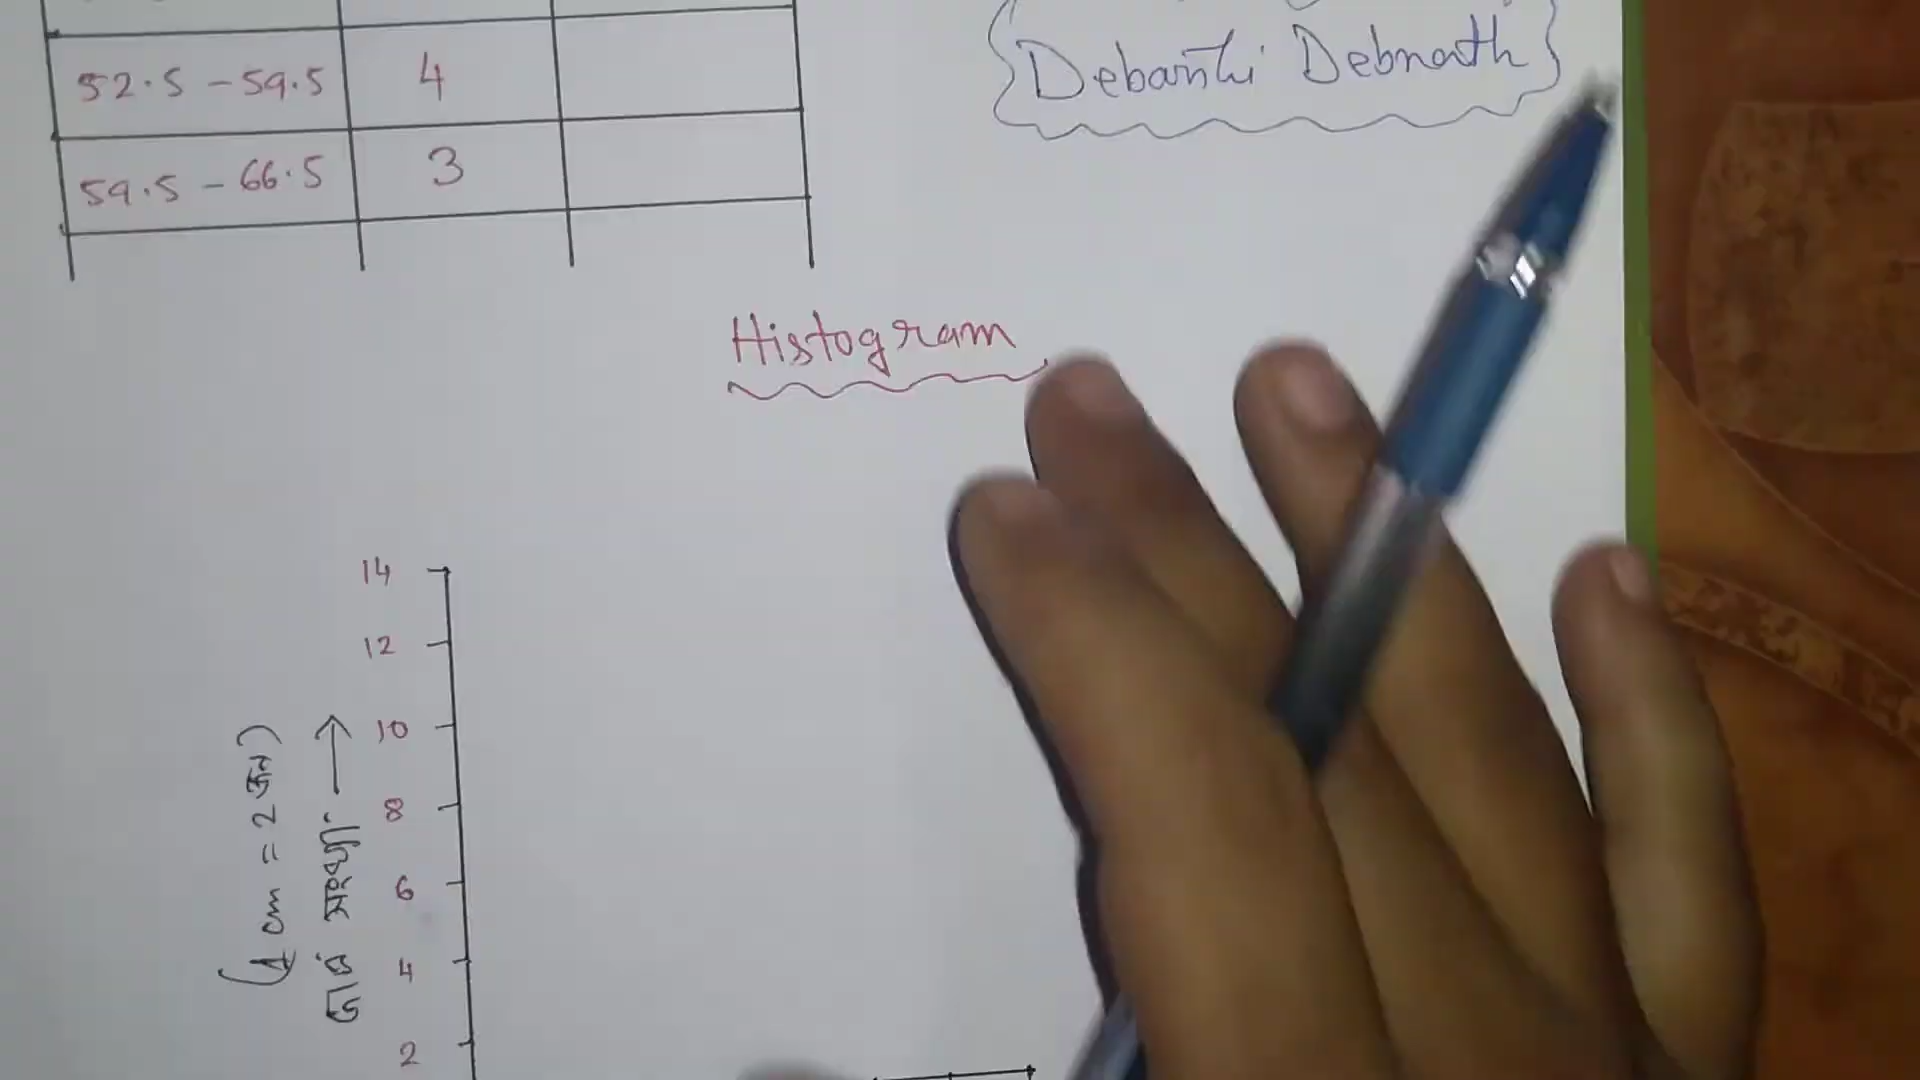 52.5 - 59.5 4
59.5 - 66.5 3
Debanti Debnath
Histogram
14
12
10
8
6
4
2
(1 cm = 2 জন)
মোট সংখ্যা →